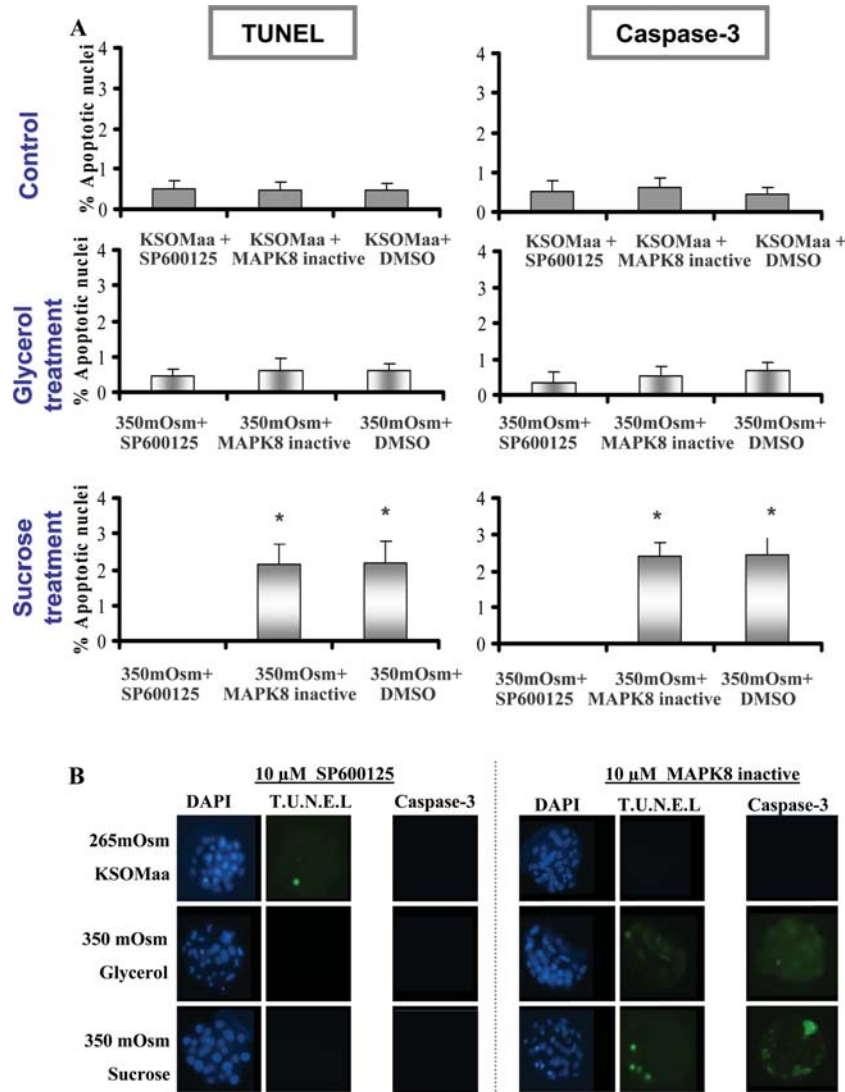 A
TUNEL
Caspase-3
Control
% Apoptotic nuclei
4
3
2
1
0
KSOMaa + KSOMaa + KSOMaa+
SP600125 MAPK8 inactive DMSO
4
3
2
1
0
KSOMaa + KSOMaa + KSOMaa +
SP600125 MAPK8 inactive DMSO
Glycerol
treatment
% Apoptotic nuclei
4
3
2
1
0
350mOsm+ 350mOsm+ 350mOsm+
SP600125 MAPK8 inactive DMSO
4
3
2
1
0
350mOsm+ 350mOsm+ 350mOsm+
SP600125 MAPK8 inactive DMSO
Sucrose
treatment
% Apoptotic nuclei
4
3
2
1
0
* *
350mOsm+ 350mOsm+ 350mOsm+
SP600125 MAPK8 inactive DMSO
4
3
2
1
0
* *
350mOsm+ 350mOsm+ 350mOsm+
SP600125 MAPK8 inactive DMSO
B
10 µM SP600125
10 µM MAPK8 inactive
DAPI T.U.N.E.L Caspase-3
DAPI T.U.N.E.L Caspase-3
265mOsm
KSOMaa
350 mOsm
Glycerol
350 mOsm
Sucrose